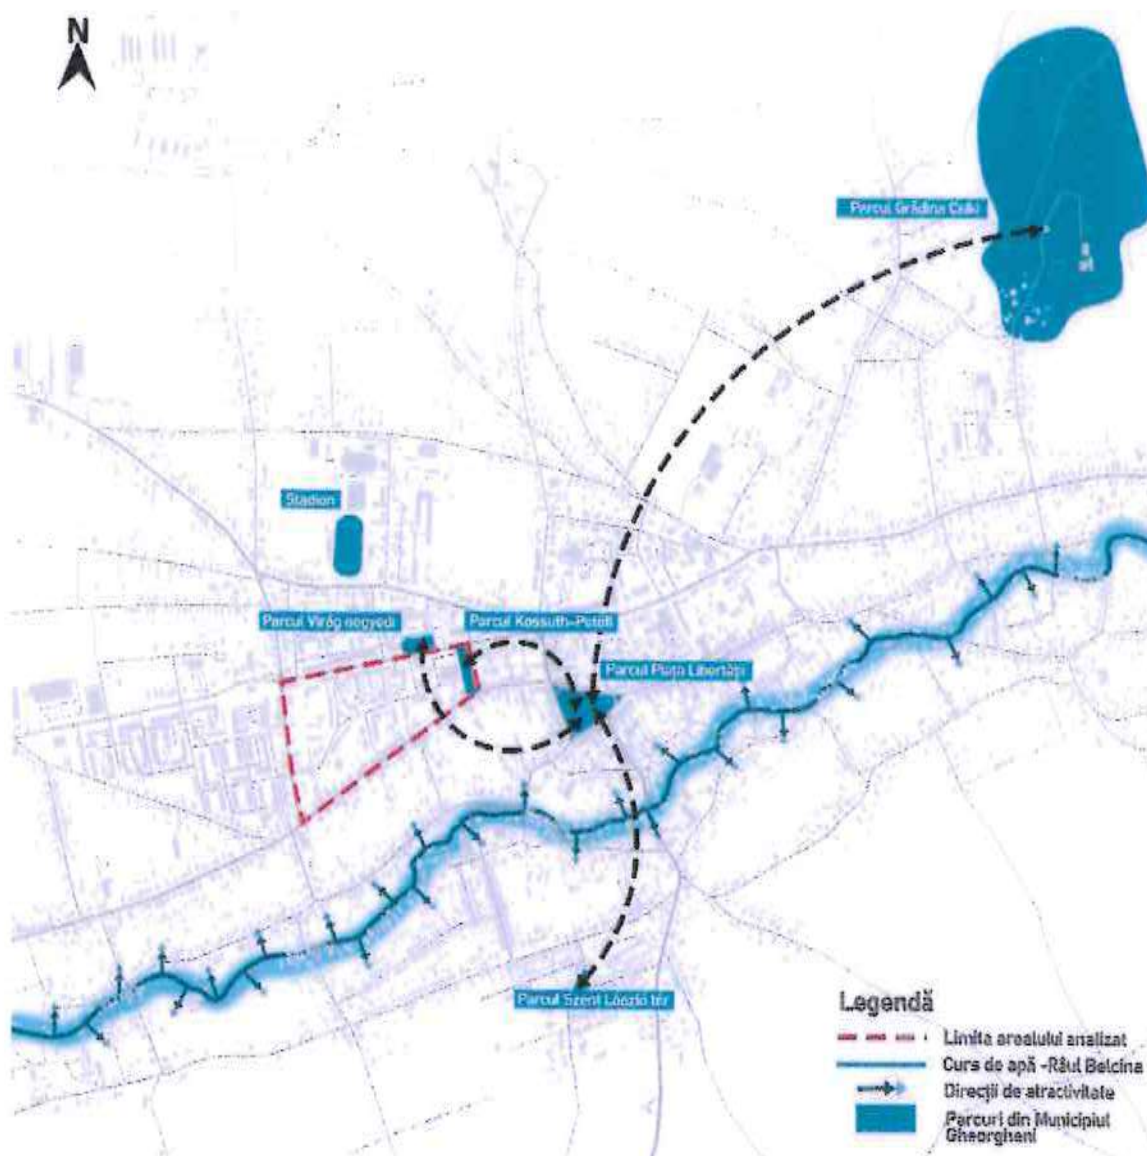 N
Parcul Grădina Csiki
Stadion
Parcul Virág negyedi
Parcul Kossuth-Petőfi
Parcul Piața Libertății
Parcul Szent László tér
Legendă
Limita arealului analizat
Curs de apă -Râul Belcina
Direcții de atractivitate
Parcuri din Municipiul
Gheorgheni